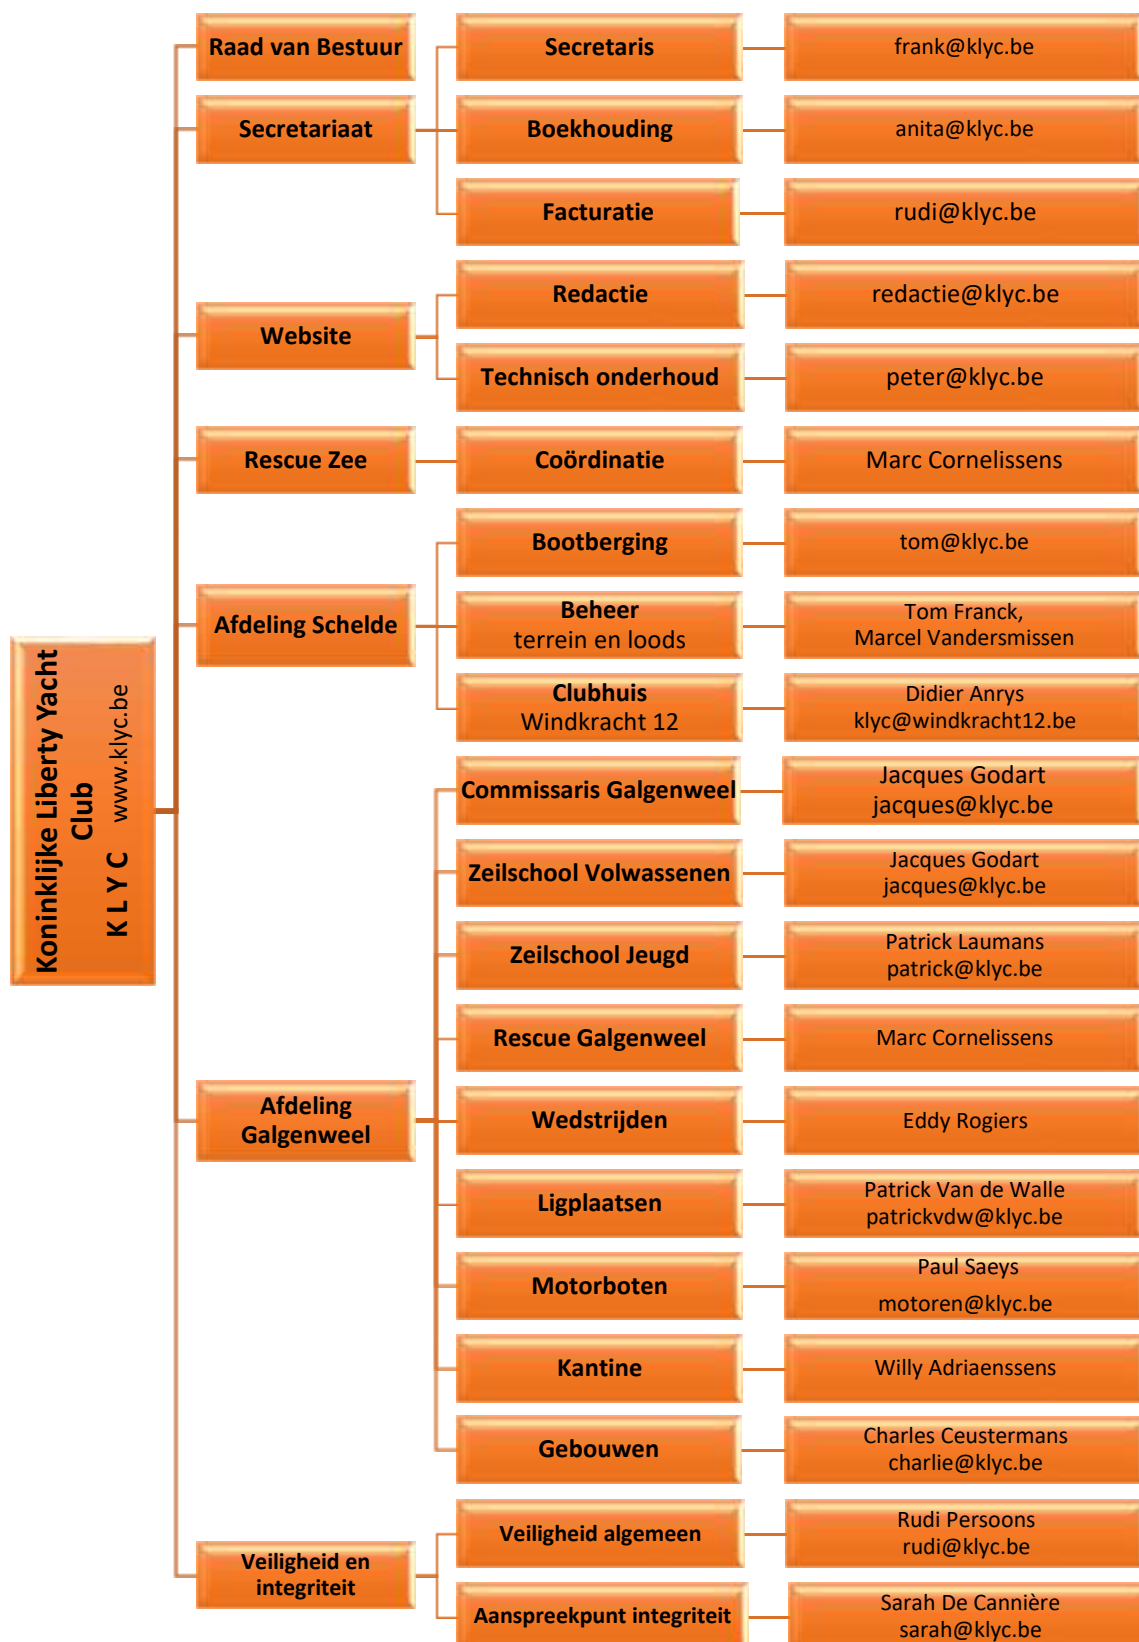 Koninklijke Liberty Yacht
Club
K L Y C www.klyc.be
Raad van Bestuur
Secretariaat
Secretaris
frank@klyc.be
Boekhouding
anita@klyc.be
Facturatie
rudi@klyc.be
Website
Redactie
redactie@klyc.be
Technisch onderhoud
peter@klyc.be
Rescue Zee
Coördinatie
Marc Cornelissens
Afdeling Schelde
Bootberging
tom@klyc.be
Beheer
terrein en loods
Tom Franck,
Marcel Vandersmissen
Clubhuis
Windkracht 12
Didier Anrys
klyc@windkracht12.be
Afdeling
Galgenweel
Commissaris Galgenweel
Jacques Godart
jacques@klyc.be
Zeilschool Volwassenen
Jacques Godart
jacques@klyc.be
Zeilschool Jeugd
Patrick Laumans
patrick@klyc.be
Rescue Galgenweel
Marc Cornelissens
Wedstrijden
Eddy Rogiers
Ligplaatsen
Patrick Van de Walle
patrickvdw@klyc.be
Motorboten
Paul Saeys
motoren@klyc.be
Kantine
Willy Adriaenssens
Gebouwen
Charles Ceustermans
charlie@klyc.be
Veiligheid en
integriteit
Veiligheid algemeen
Rudi Persoons
rudi@klyc.be
Aanspreekpunt integriteit
Sarah De Cannière
sarah@klyc.be